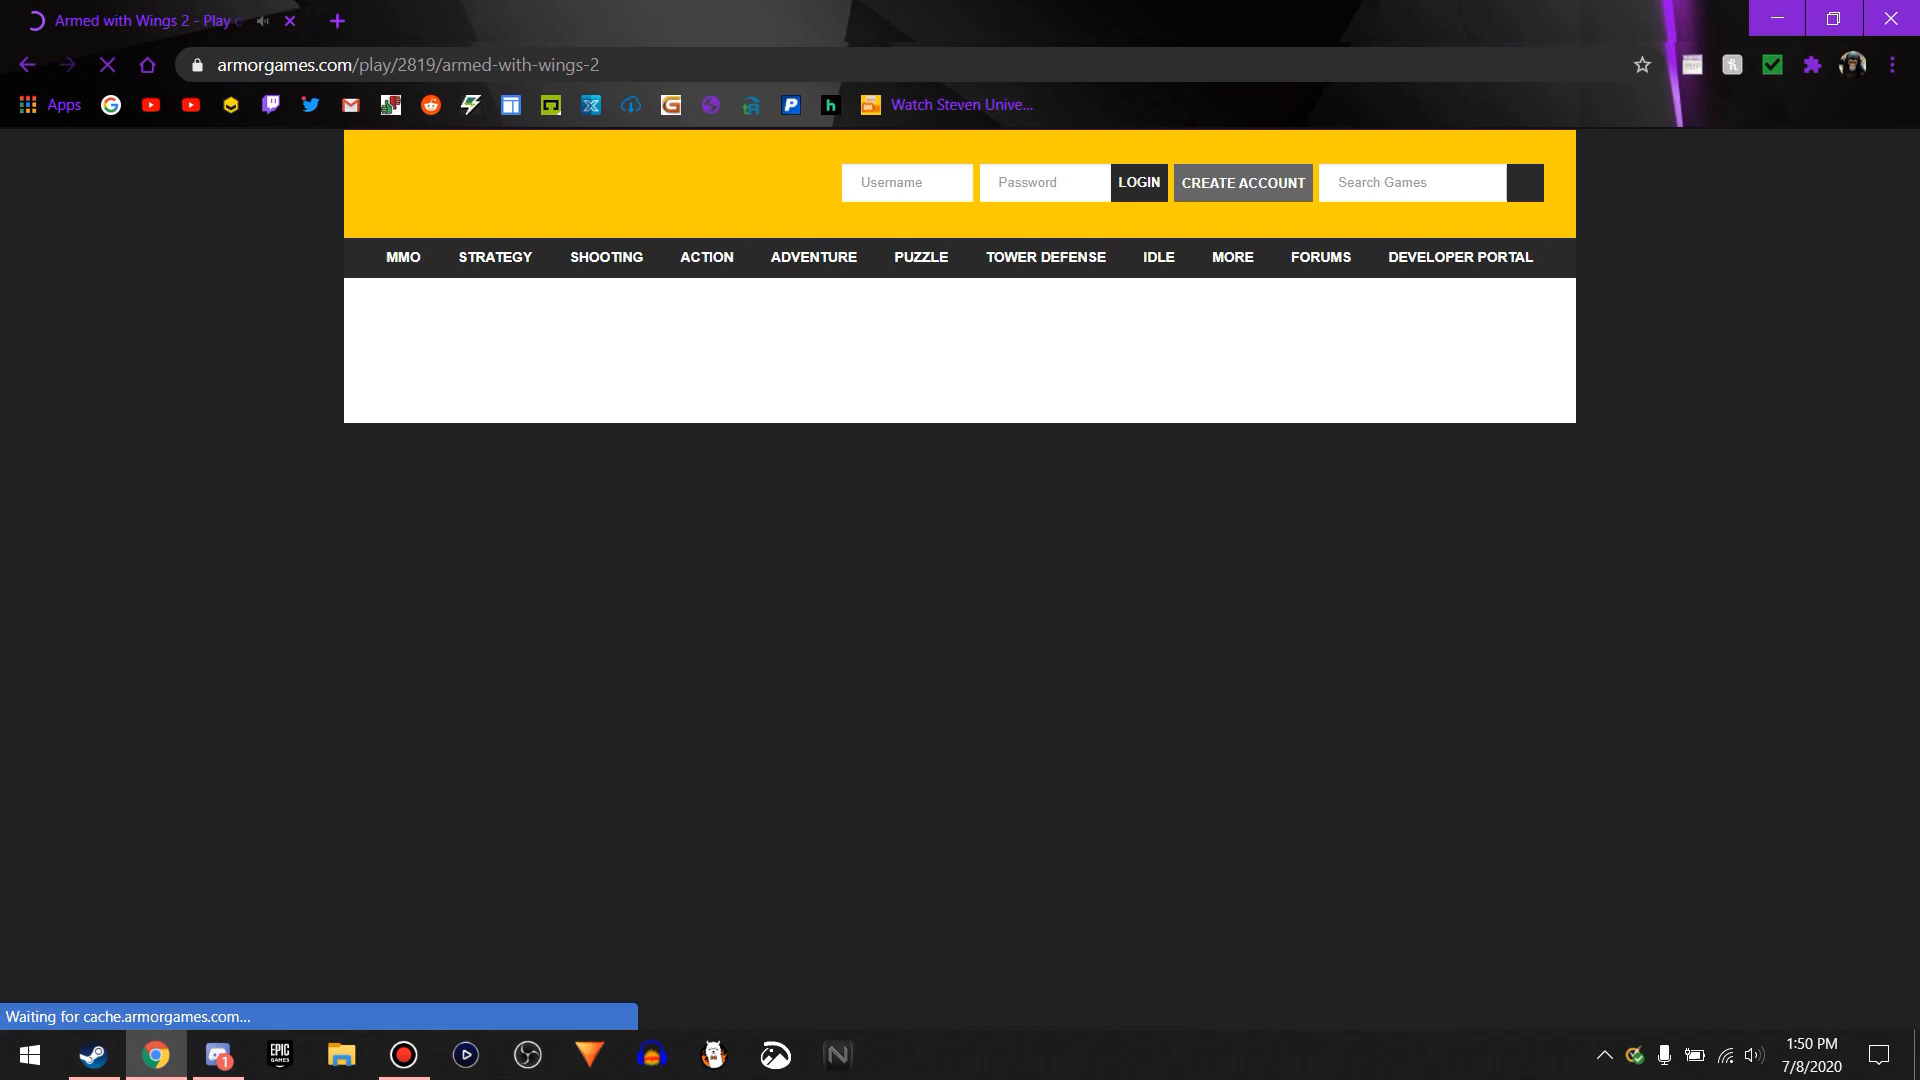 Armed with Wings 2 - Play
armorgames.com/play/2819/armed-with-wings-2
Apps
Watch Steven Unive...
Username
Password
LOGIN
CREATE ACCOUNT
Search Games
MMO
STRATEGY
SHOOTING
ACTION
ADVENTURE
PUZZLE
TOWER DEFENSE
IDLE
MORE
FORUMS
DEVELOPER PORTAL
Waiting for cache.armorgames.com...
1
EPIC
GAMES
1:50 PM
7/8/2020